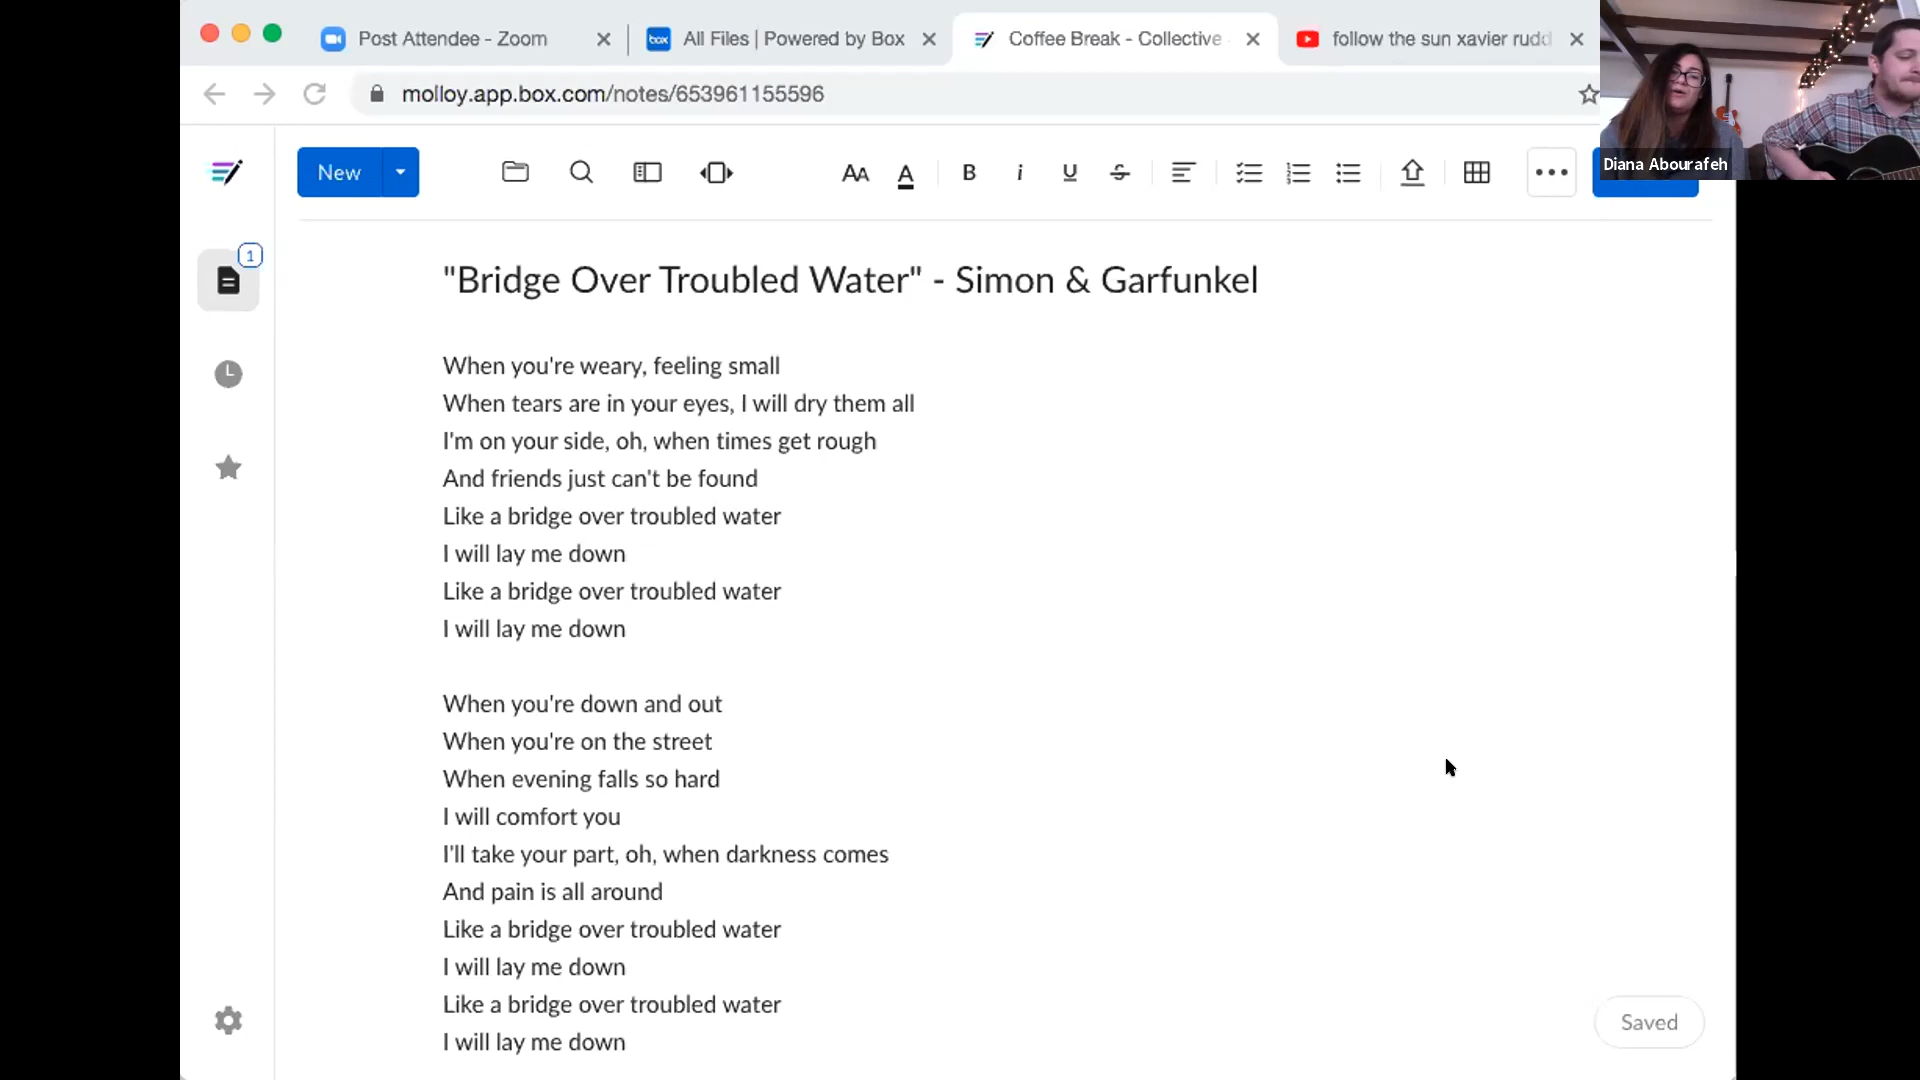 Post Attendee - Zoom
box
All Files | Powered by Box
Coffee Break - Collective
follow the sun xavier rudd
molloy.app.box.com/notes/653961155596
New
AA
A
B
i
U
S
Diana Abourafeh
1
"Bridge Over Troubled Water" - Simon & Garfunkel
When you're weary, feeling small
When tears are in your eyes, I will dry them all
I'm on your side, oh, when times get rough
And friends just can't be found
Like a bridge over troubled water
I will lay me down
Like a bridge over troubled water
I will lay me down
When you're down and out
When you're on the street
When evening falls so hard
I will comfort you
I'll take your part, oh, when darkness comes
And pain is all around
Like a bridge over troubled water
I will lay me down
Like a bridge over troubled water
I will lay me down
Saved